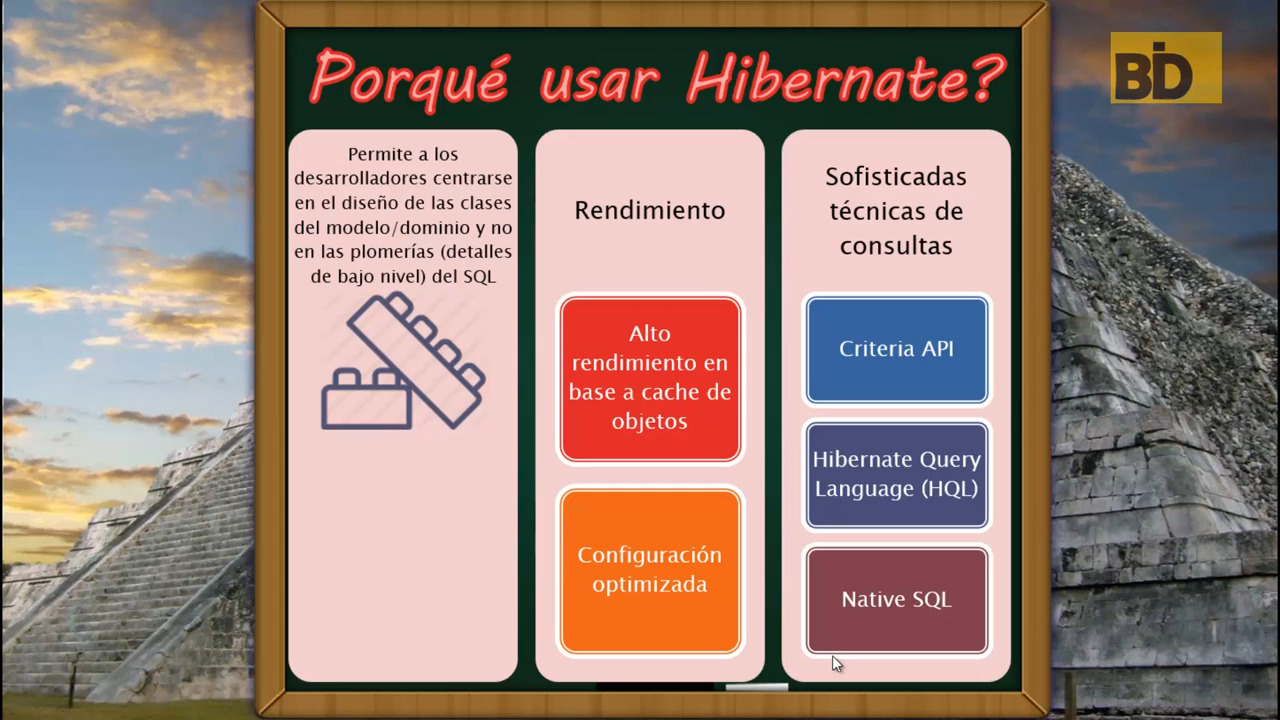 Porqué usar Hibernate?
BID
Permite a los
desarrolladores centrarse
en el diseño de las clases
del modelo/dominio y no
en las plomerías (detalles
de bajo nivel) del SQL
Rendimiento
Alto
rendimiento en
base a cache de
objetos
Configuración
optimizada
Sofisticadas
técnicas de
consultas
Criteria API
Hibernate Query
Language (HQL)
Native SQL